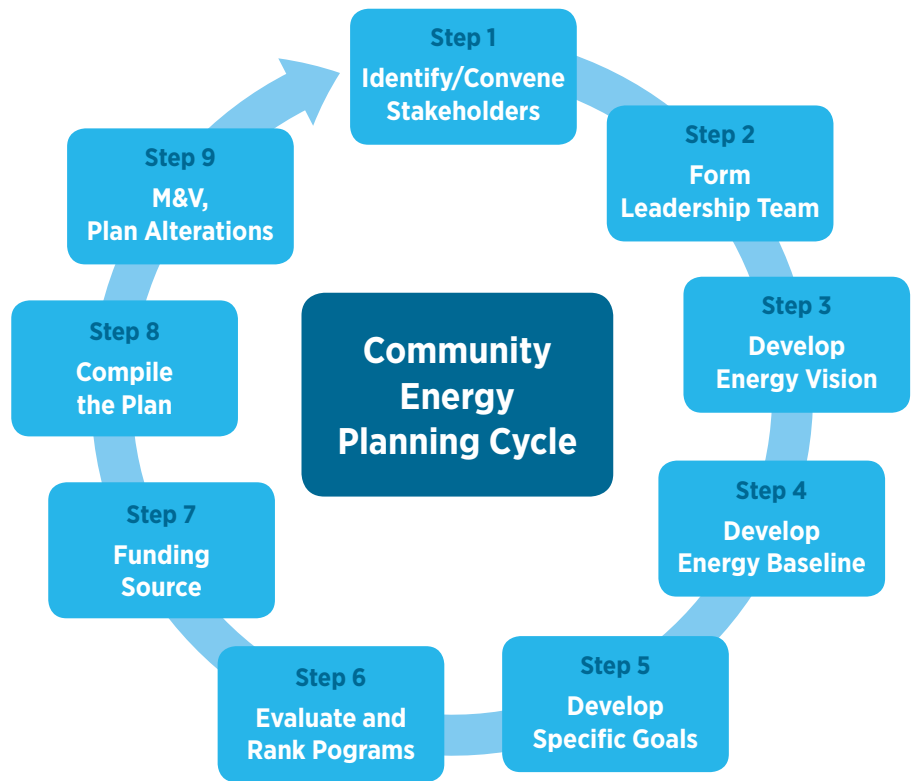 Step 1
Identify/Convene
Stakeholders
Step 2
Form
Leadership Team
Step 3
Develop
Energy Vision
Step 4
Develop
Energy Baseline
Step 5
Develop
Specific Goals
Step 6
Evaluate and
Rank Pograms
Step 7
Funding
Source
Step 8
Compile
the Plan
Step 9
M&V,
Plan Alterations
Community
Energy
Planning Cycle